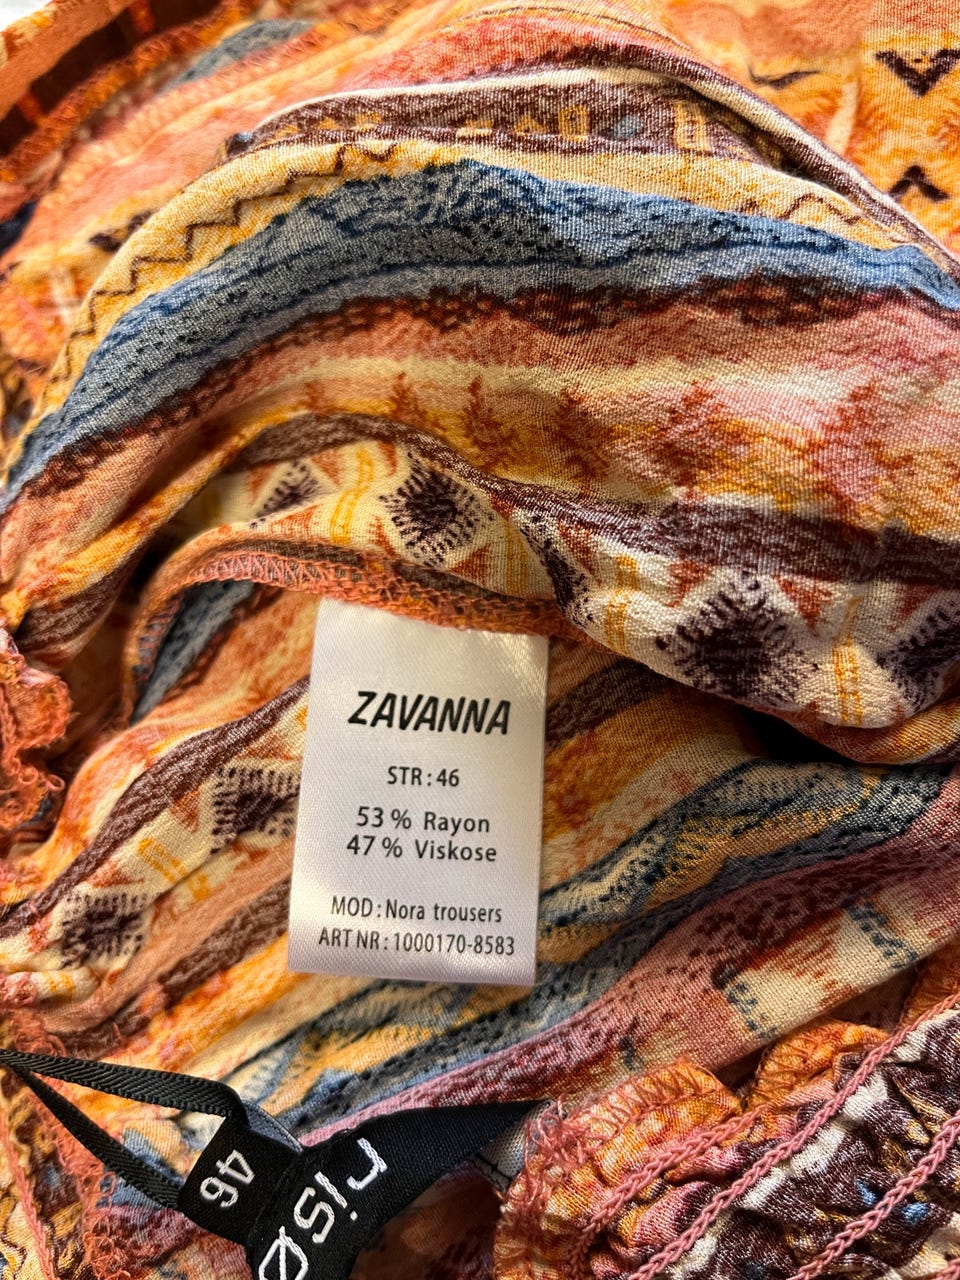 ZAVANNA
STR : 46
53 % Rayon
47 % Viskose
MOD : Nora trousers
ART NR : 1000170-8583
46
risø